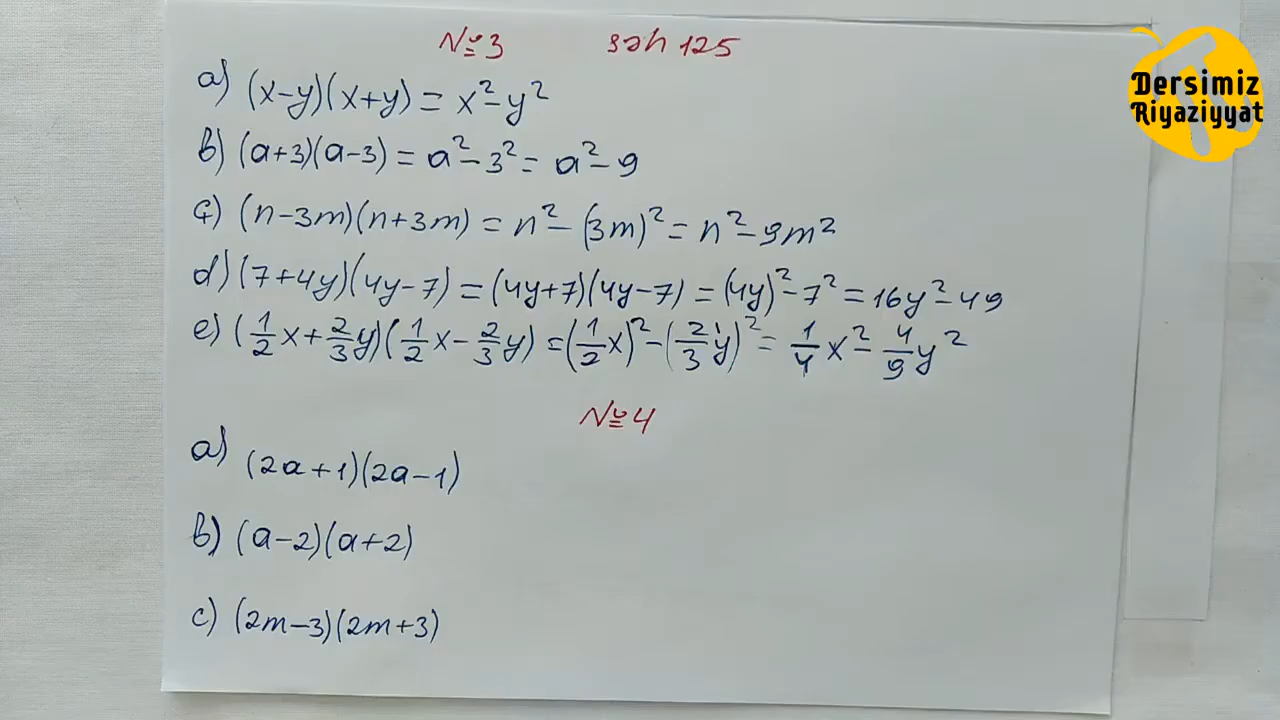 №3 səh 125
a) (x-y)(x+y) = x²-y²
b) (a+3)(a-3) = a²-3² = a²-9
ç) (n-3m)(n+3m) = n²-(3m)² = n²-9m²
d) (7+4y)(4y-7) = (4y+7)(4y-7) = (4y)²-7² = 16y²-49
e) (1/2x+2/3y)(1/2x-2/3y) = (1/2x)²-(2/3y)² = 1/4x²-4/9y²
№4
a) (2a+1)(2a-1)
b) (a-2)(a+2)
c) (2m-3)(2m+3)
Dersimiz
Riyaziyyat